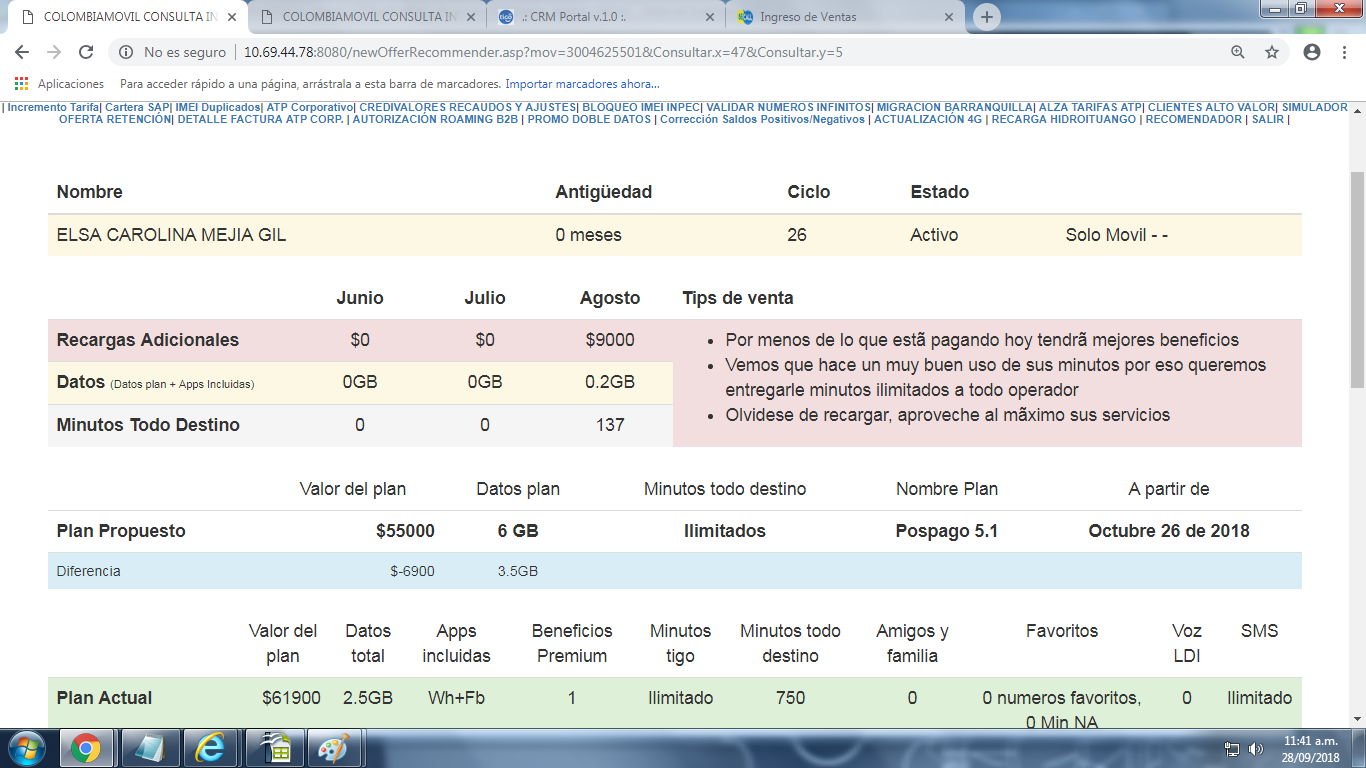 COLOMBIAMOVIL CONSULTA IN
COLOMBIAMOVIL CONSULTA IN
.: CRM Portal v.1.0 :.
Ingreso de Ventas
No es seguro | 10.69.44.78:8080/newOfferRecommender.asp?mov=3004625501&Consultar.x=47&Consultar.y=5
Aplicaciones Para acceder rápido a una página, arrástrala a esta barra de marcadores. Importar marcadores ahora...
| Incremento Tarifa| Cartera SAP| IMEI Duplicados| ATP Corporativo| CREDIVALORES RECAUDOS Y AJUSTES| BLOQUEO IMEI INPEC| VALIDAR NUMEROS INFINITOS| MIGRACION BARRANQUILLA| ALZA TARIFAS ATP| CLIENTES ALTO VALOR| SIMULADOR
OFERTA RETENCIÓN| DETALLE FACTURA ATP CORP. | AUTORIZACIÓN ROAMING B2B | PROMO DOBLE DATOS | Corrección Saldos Positivos/Negativos | ACTUALIZACIÓN 4G | RECARGA HIDROITUANGO | RECOMENDADOR | SALIR |
Nombre Antigüedad Ciclo Estado
ELSA CAROLINA MEJIA GIL 0 meses 26 Activo Solo Movil - -
Junio Julio Agosto Tips de venta
Recargas Adicionales $0 $0 $9000
Datos (Datos plan + Apps Incluidas) 0GB 0GB 0.2GB
Minutos Todo Destino 0 0 137
• Por menos de lo que estã pagando hoy tendrã mejores beneficios
• Vemos que hace un muy buen uso de sus minutos por eso queremos
entregarle minutos ilimitados a todo operador
• Olvidese de recargar, aproveche al mãximo sus servicios
Valor del plan Datos plan Minutos todo destino Nombre Plan A partir de
Plan Propuesto $55000 6 GB Ilimitados Pospago 5.1 Octubre 26 de 2018
Diferencia $-6900 3.5GB
Valor del Datos Apps Beneficios Minutos Minutos todo Amigos y Favoritos Voz SMS
plan total incluidas Premium tigo destino familia LDI
Plan Actual $61900 2.5GB Wh+Fb 1 Ilimitado 750 0 0 numeros favoritos, 0 Ilimitado
0 Min NA
11:41 a.m.
28/09/2018